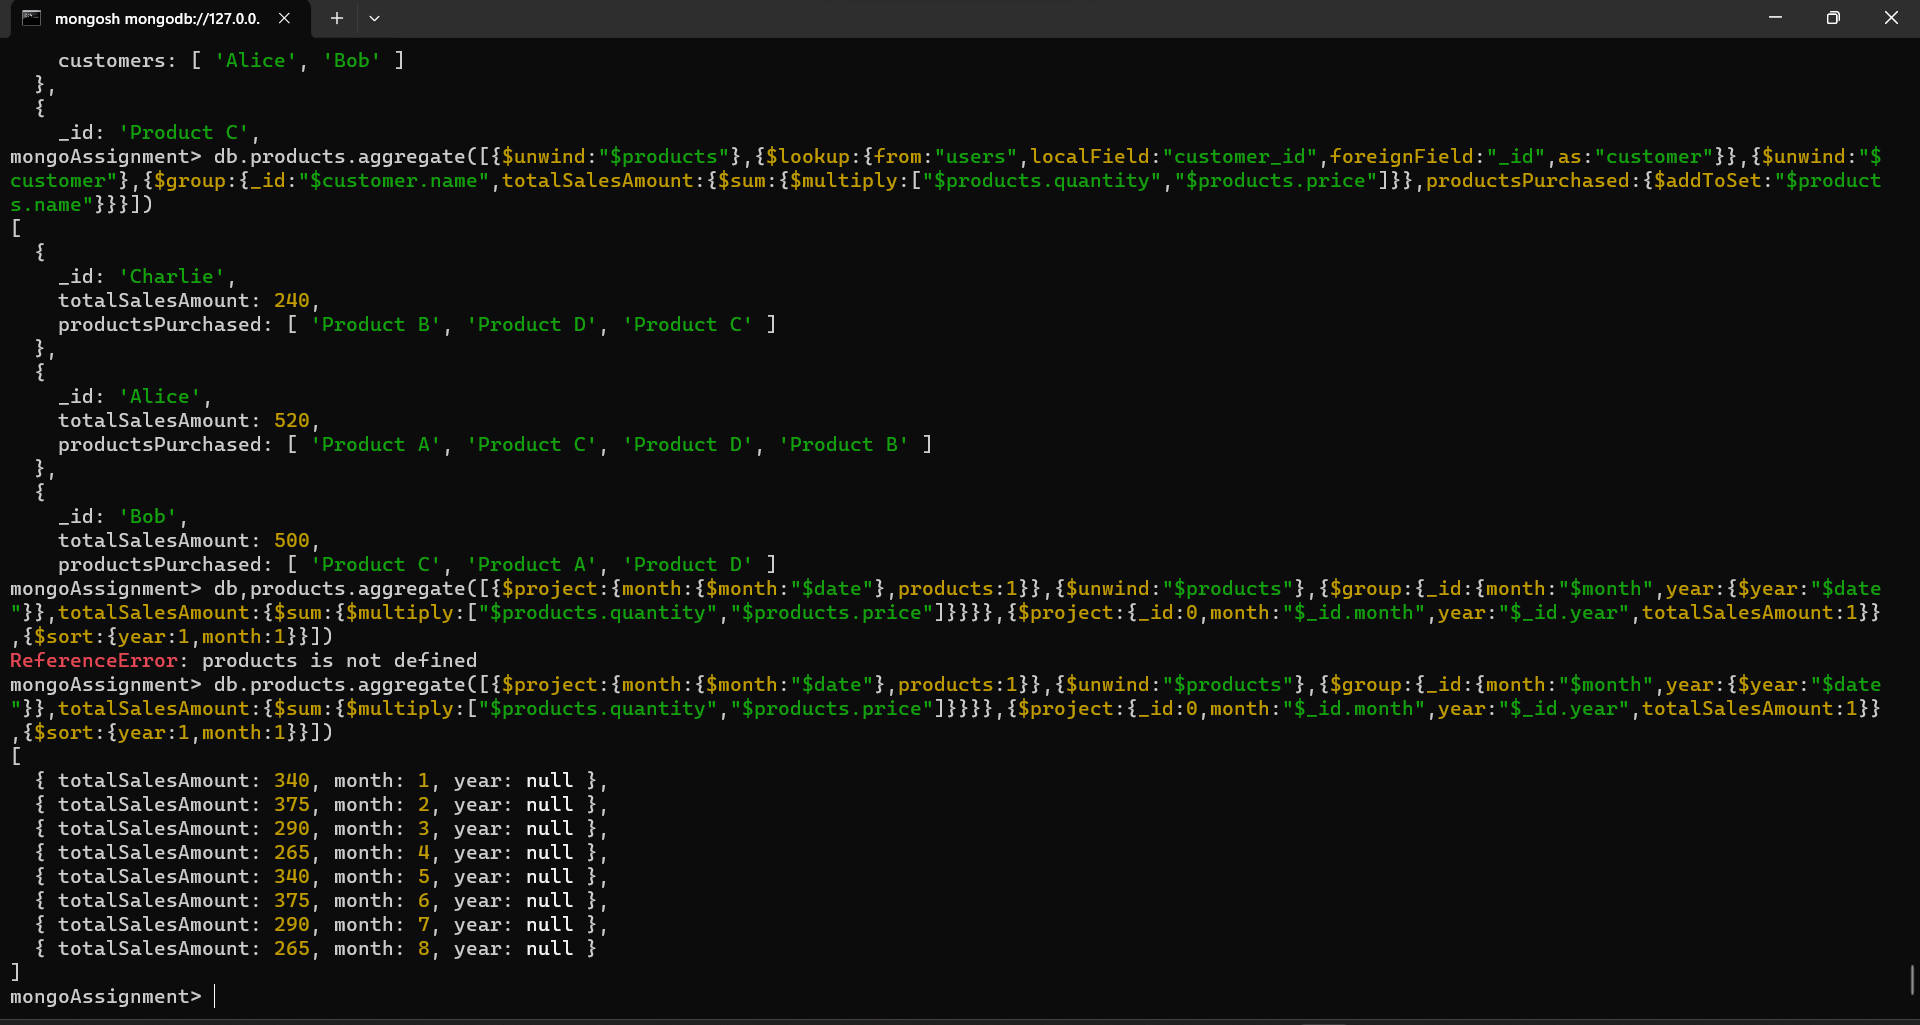 mongosh mongodb://127.0.0.
customers: [ 'Alice', 'Bob' ]
},
{
_id: 'Product C',
mongoAssignment> db.products.aggregate([{$unwind:"$products"},{$lookup:{from:"users",localField:"customer_id",foreignField:"_id",as:"customer"}},{$unwind:"$
customer"},{$group:{_id:"$customer.name",totalSalesAmount:{$sum:{$multiply:["$products.quantity","$products.price"]}},productsPurchased:{$addToSet:"$product
s.name"}}}])
[
{
_id: 'Charlie',
totalSalesAmount: 240,
productsPurchased: [ 'Product B', 'Product D', 'Product C' ]
},
{
_id: 'Alice',
totalSalesAmount: 520,
productsPurchased: [ 'Product A', 'Product C', 'Product D', 'Product B' ]
},
{
_id: 'Bob',
totalSalesAmount: 500,
productsPurchased: [ 'Product C', 'Product A', 'Product D' ]
mongoAssignment> db,products.aggregate([{$project:{month:{$month:"$date"},products:1}},{$unwind:"$products"},{$group:{_id:{month:"$month",year:{$year:"$date
"}},totalSalesAmount:{$sum:{$multiply:["$products.quantity","$products.price"]}}}},{$project:{_id:0,month:"$_id.month",year:"$_id.year",totalSalesAmount:1}}
,{$sort:{year:1,month:1}}])
ReferenceError: products is not defined
mongoAssignment> db.products.aggregate([{$project:{month:{$month:"$date"},products:1}},{$unwind:"$products"},{$group:{_id:{month:"$month",year:{$year:"$date
"}},totalSalesAmount:{$sum:{$multiply:["$products.quantity","$products.price"]}}}},{$project:{_id:0,month:"$_id.month",year:"$_id.year",totalSalesAmount:1}}
,{$sort:{year:1,month:1}}])
[
{ totalSalesAmount: 340, month: 1, year: null },
{ totalSalesAmount: 375, month: 2, year: null },
{ totalSalesAmount: 290, month: 3, year: null },
{ totalSalesAmount: 265, month: 4, year: null },
{ totalSalesAmount: 340, month: 5, year: null },
{ totalSalesAmount: 375, month: 6, year: null },
{ totalSalesAmount: 290, month: 7, year: null },
{ totalSalesAmount: 265, month: 8, year: null }
]
mongoAssignment>